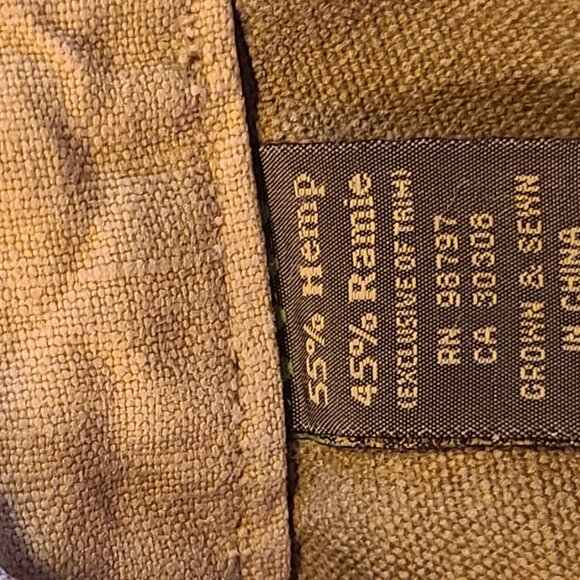 55% Hemp
45% Ramie
(EXCLUSIVE OF TRIM)
RN 98797
CA 30308
GROWN & SEWN
IN CHINA